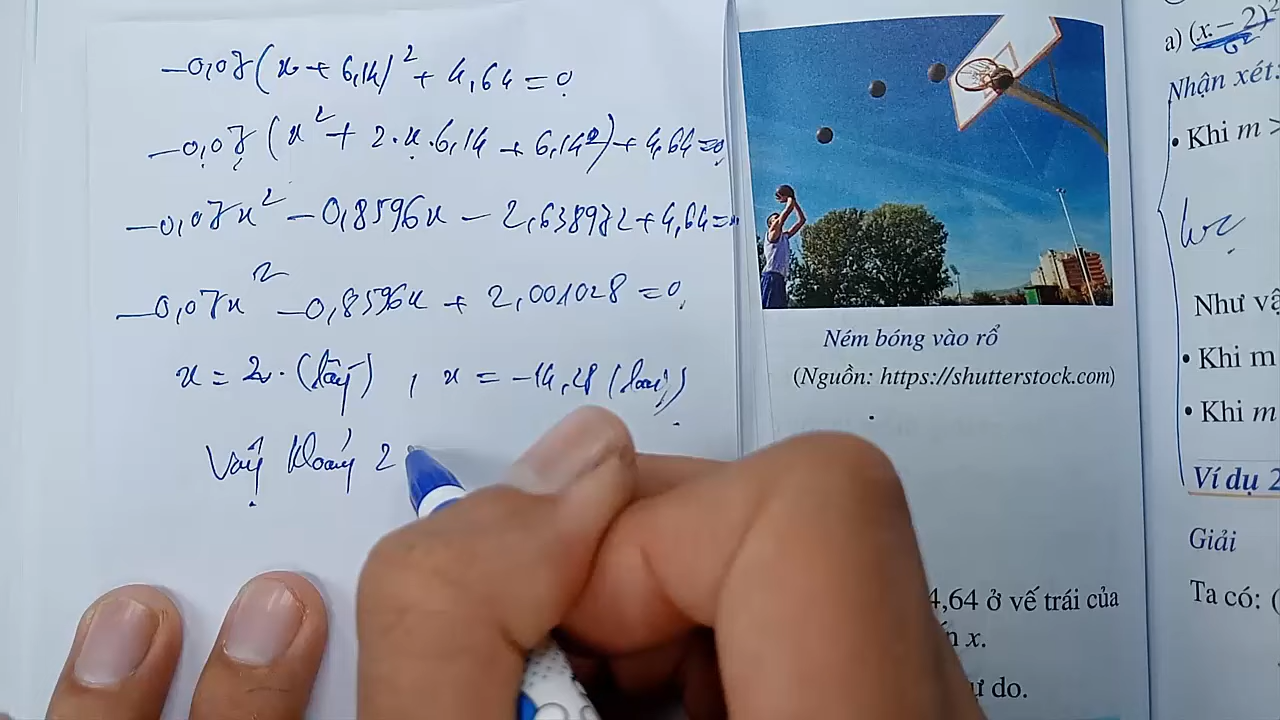 -0,07(x + 6,14)² + 4,64 = 0
-0,07(x² + 2.x.6,14 + 6,14²) + 4,64 = 0
-0,07x² - 0,8596x - 2,638972 + 4,64 =
-0,07x² - 0,8596x + 2,001028 = 0
x = 2. (lấy) , x = -14,28 (loại)
Vậy khoảng 2
Ném bóng vào rổ
(Nguồn: https://shutterstock.com)
4,64 ở vế trái của
x.
do.
a) (x - 2)²
Nhận xét:
• Khi m >
Như
• Khi m
• Khi m
Ví dụ 2
Giải
Ta có: (